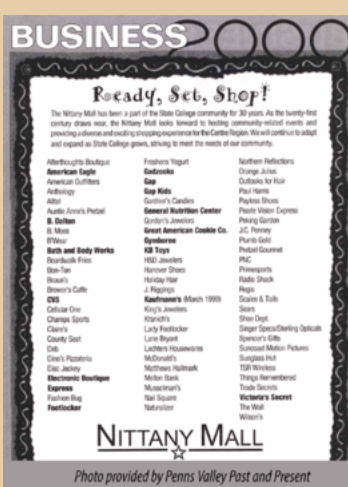 BUSINESS 2000
Ready, Set, Shop!
The Nittany Mall has been a part of the State College community for 30 years. As the twenty-first
century draws near, the Nittany Mall looks forward to hosting community-related events and
providing a diverse and exciting shopping experience for the Centre Region. We will continue to adapt
and expand as State College grows, striving to meet the needs of our community.
Afterthoughts Boutique
American Eagle
American Outfitters
Anthology
Alltel
Auntie Anne's Pretzel
B. Dalton
B. Moss
B'Wear
Bath and Body Works
Boardwalk Fries
Bon-Ton
Braun's
Brewer's Caffe
CVS
Cellular One
Champs Sports
Claire's
County Seat
Cub
Cino's Pizzateria
Disc Jockey
Electronic Boutique
Express
Fashion Bug
Footlocker
Freshens Yogurt
Gadzooks
Gap
Gap Kids
Gardner's Candies
General Nutrition Center
Gordon's Jewelers
Great American Cookie Co.
Gymboree
KB Toys
H&D Jewelers
Hanover Shoes
Holiday Hair
J. Riggings
Kaufmann's (March 1999)
King's Jewelers
Kranich's
Lady Footlocker
Lane Bryant
Lechters Housewares
McDonald's
Matthews Hallmark
Mellon Bank
Musselman's
Nail Square
Naturalizer
Northern Reflections
Orange Julius
Outlooks for Hair
Paul Harris
Payless Shoes
Pearle Vision Express
Piking Garden
J.C. Penney
Plumb Gold
Pretzel Gourmet
PNC
Primesports
Radio Shack
Regis
Scales & Tails
Sears
Shoe Dept.
Singer Specs/Sterling Opticals
Spencer's Gifts
Suncoast Motion Pictures
Sunglass Hut
TSR Wireless
Things Remembered
Trade Secrets
Victoria's Secret
The Wall
Wilson's
NITTANY MALL
Photo provided by Penns Valley Past and Present